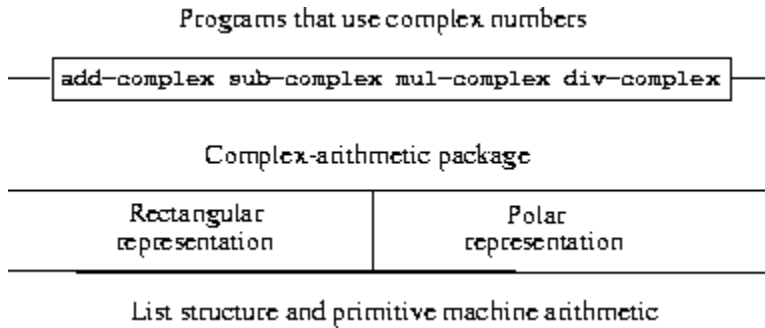 Programs that use complex numbers
add-complex sub-complex mul-complex div-complex
Complex-arithmetic package
Rectangular
representation
Polar
representation
List structure and primitive machine arithmetic